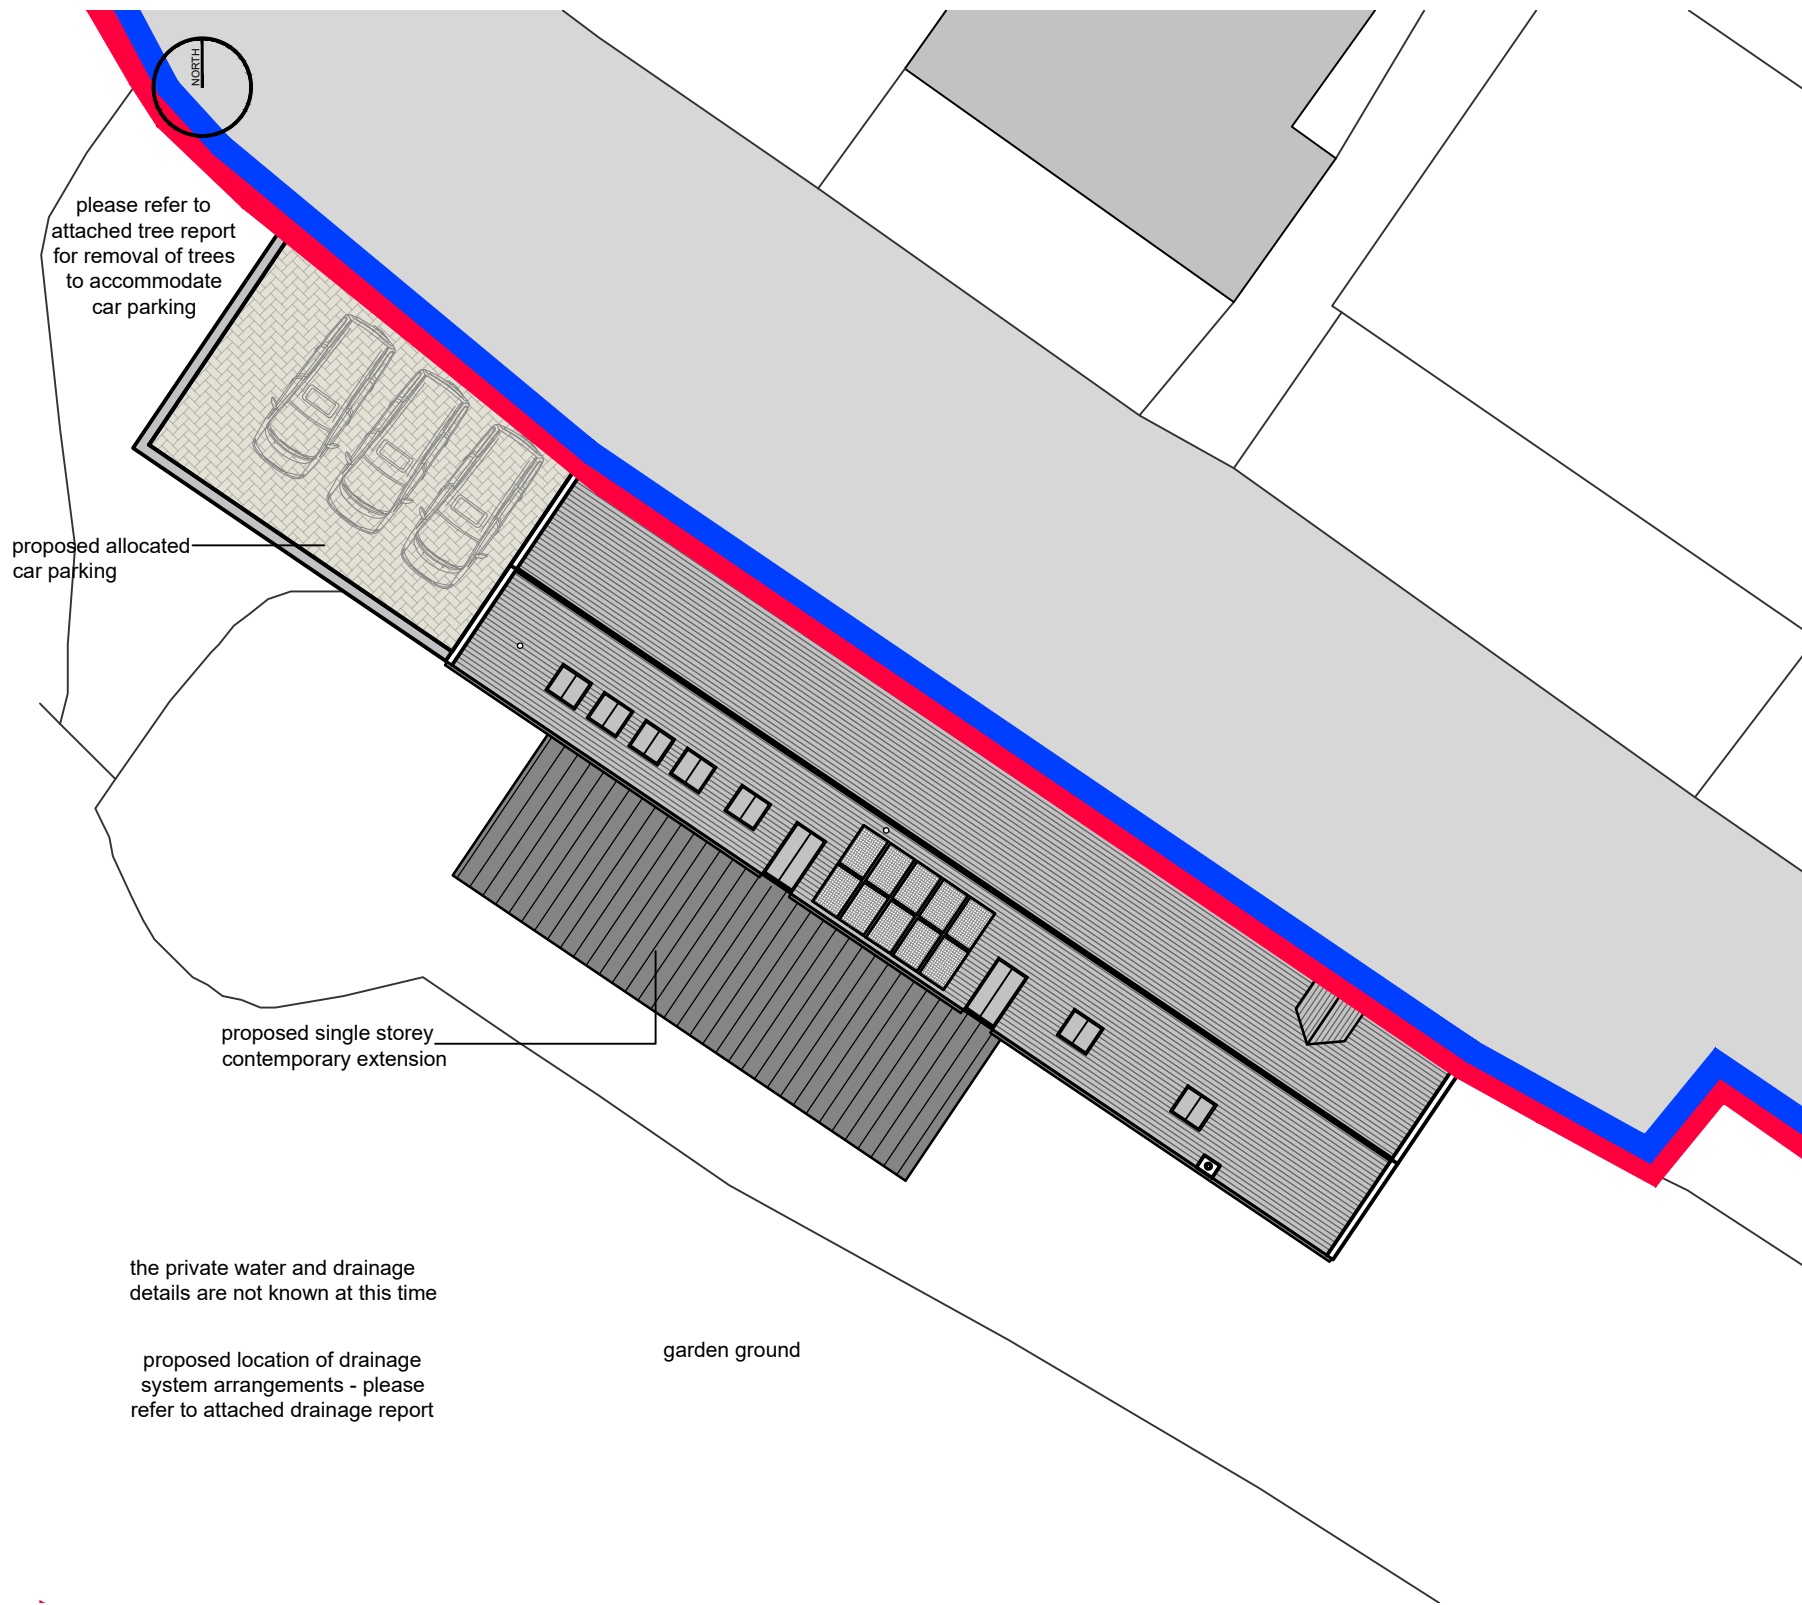 NORTH
please refer to
attached tree report
for removal of trees
to accommodate
car parking
proposed allocated
car parking
proposed single storey
contemporary extension
the private water and drainage
details are not known at this time
proposed location of drainage
system arrangements - please
refer to attached drainage report
garden ground